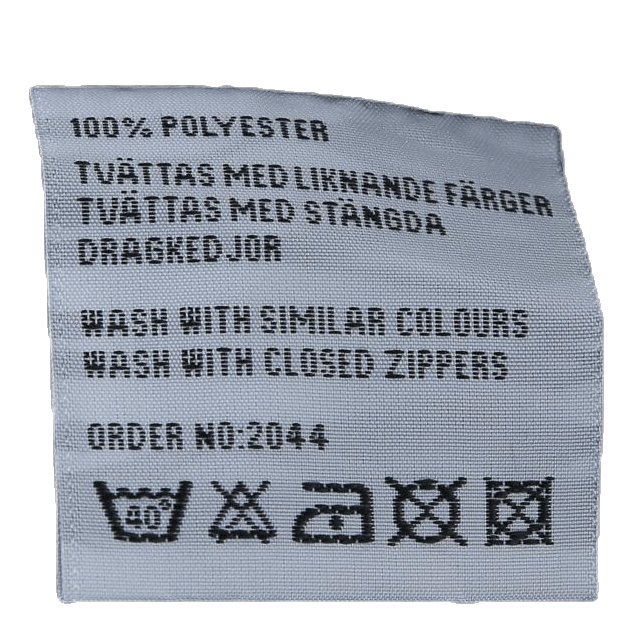 100% POLYESTER
TVÄTTAS MED LIKNANDE FÄRGER
TVÄTTAS MED STÄNGDA
DRAGKEDJOR
WASH WITH SIMILAR COLOURS
WASH WITH CLOSED ZIPPERS
ORDER NO:2044
40°